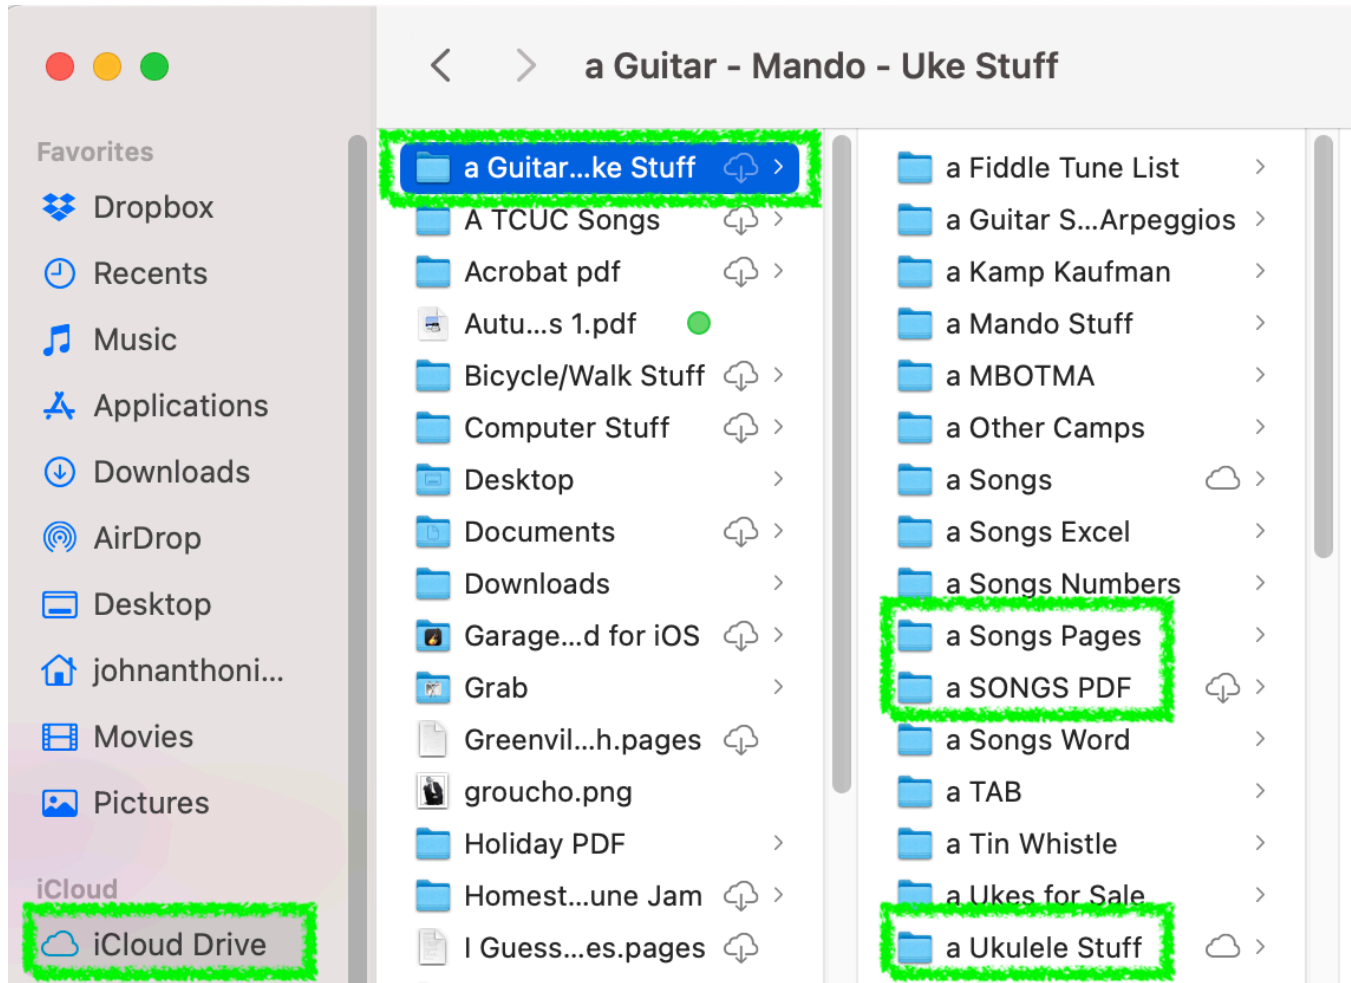 a Guitar - Mando - Uke Stuff
Favorites
Dropbox
Recents
Music
Applications
Downloads
AirDrop
Desktop
johnanthoni...
Movies
Pictures
iCloud
iCloud Drive
a Guitar...ke Stuff
A TCUC Songs
Acrobat pdf
Autu...s 1.pdf
Bicycle/Walk Stuff
Computer Stuff
Desktop
Documents
Downloads
Garage...d for iOS
Grab
Greenvil...h.pages
groucho.png
Holiday PDF
Homest...une Jam
I Guess...es.pages
a Fiddle Tune List
a Guitar S...Arpeggios
a Kamp Kaufman
a Mando Stuff
a MBOTMA
a Other Camps
a Songs
a Songs Excel
a Songs Numbers
a Songs Pages
a SONGS PDF
a Songs Word
a TAB
a Tin Whistle
a Ukes for Sale
a Ukulele Stuff